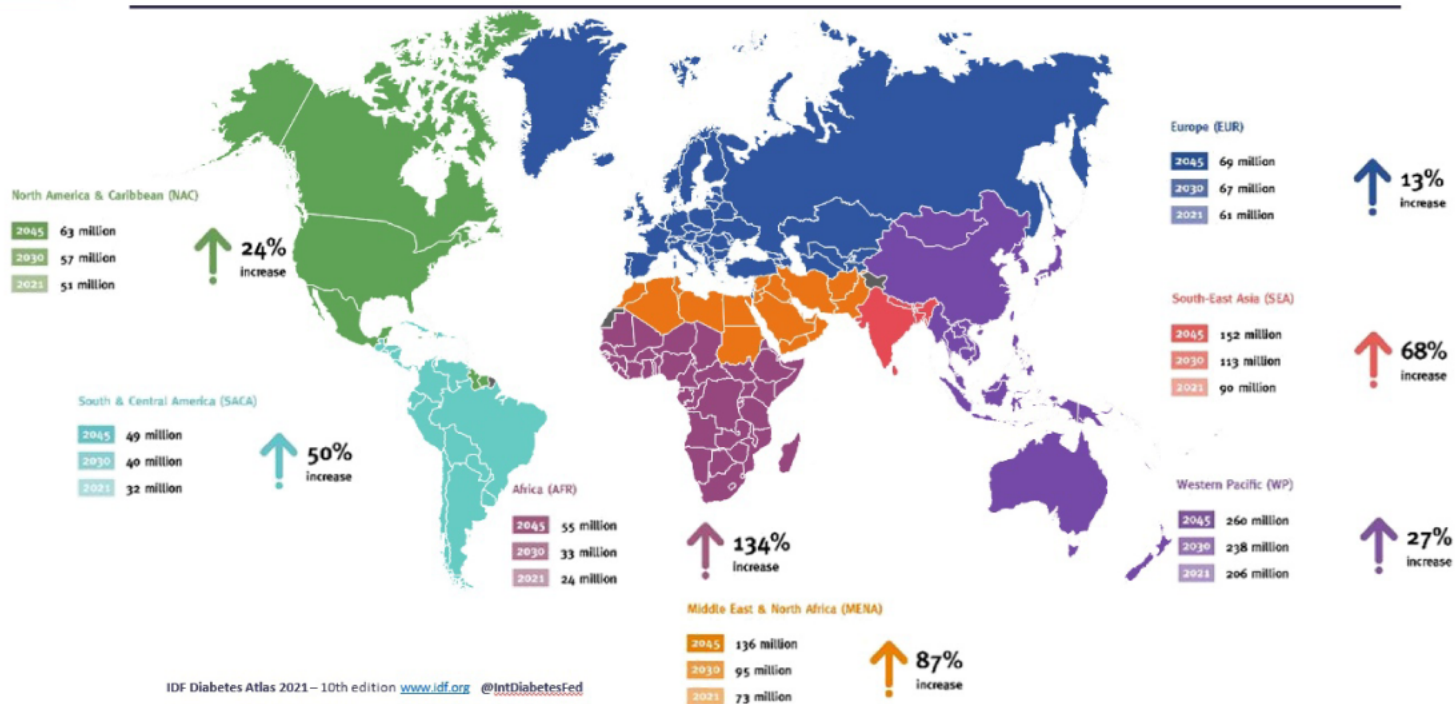 North America & Caribbean (NAC)
2045 63 million
2030 57 million
2021 51 million
24%
increase
South & Central America (SACA)
2045 49 million
2030 40 million
2021 32 million
50%
increase
Africa (AFR)
2045 55 million
2030 33 million
2021 24 million
134%
increase
Middle East & North Africa (MENA)
2045 136 million
2030 95 million
2021 73 million
87%
increase
Europe (EUR)
2045 69 million
2030 67 million
2021 61 million
13%
increase
South-East Asia (SEA)
2045 152 million
2030 113 million
2021 90 million
68%
increase
Western Pacific (WP)
2045 260 million
2030 238 million
2021 206 million
27%
increase
IDF Diabetes Atlas 2021 – 10th edition www.idf.org @IntDiabetesFed